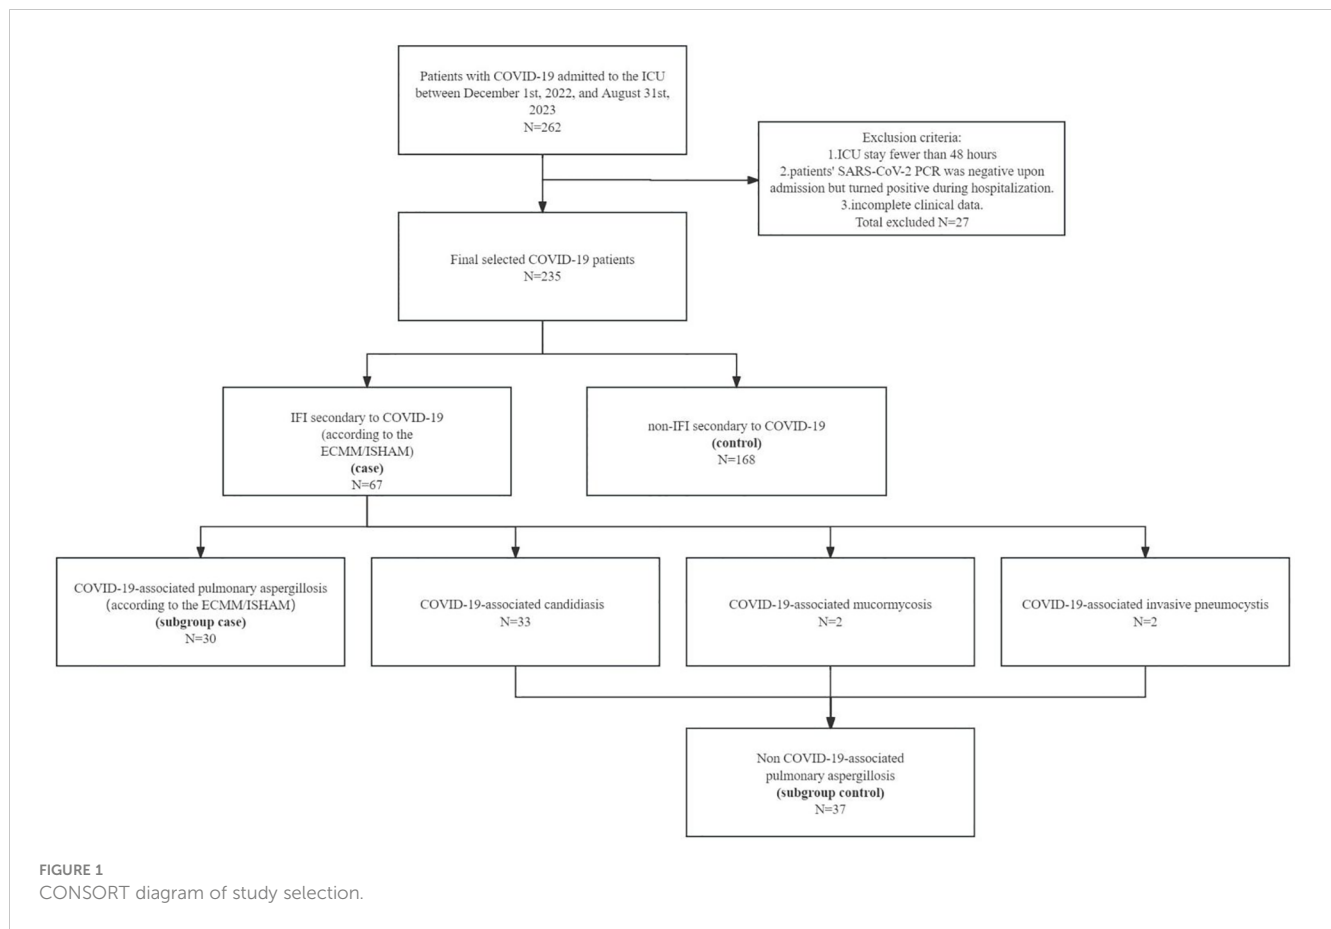 Patients with COVID-19 admitted to the ICU
between December 1st, 2022, and August 31st,
2023
N=262
Exclusion criteria:
1.ICU stay fewer than 48 hours
2.patients' SARS-CoV-2 PCR was negative upon
admission but turned positive during hospitalization.
3.incomplete clinical data.
Total excluded N=27
Final selected COVID-19 patients
N=235
IFI secondary to COVID-19
(according to the
ECMM/ISHAM)
(case)
N=67
non-IFI secondary to COVID-19
(control)
N=168
COVID-19-associated pulmonary aspergillosis
(according to the ECMM/ISHAM)
(subgroup case)
N=30
COVID-19-associated candidiasis
N=33
COVID-19-associated mucormycosis
N=2
COVID-19-associated invasive pneumocystis
N=2
Non COVID-19-associated
pulmonary aspergillosis
(subgroup control)
N=37
FIGURE 1
CONSORT diagram of study selection.